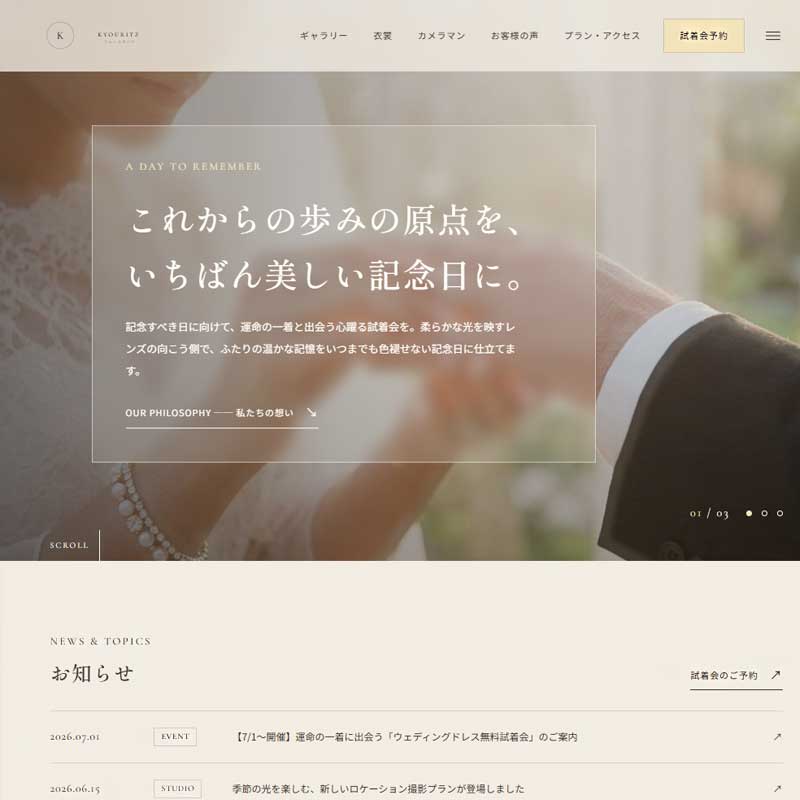 K
KYOURITZ
ギャラリー
衣裳
カメラマン
お客様の声
プラン・アクセス
試着会予約
A DAY TO REMEMBER
これからの歩みの原点を、
いちばん美しい記念日に。
記念すべき日に向けて、運命の一着と出会う心躍る試着会を。柔らかな光を映すレ
ンズの向こう側で、ふたりの温かな記憶をいつまでも色褪せない記念日に仕立てま
す。
OUR PHILOSOPHY —— 私たちの想い ↘
01 / 03
SCROLL
NEWS & TOPICS
お知らせ
試着会のご予約 ↗
2026.07.01 EVENT 【7/1〜開催】運命の一着に出会う「ウェディングドレス無料試着会」のご案内 ↗
2026.06.15 STUDIO 季節の光を楽しむ、新しいロケーション撮影プランが登場しました ↗